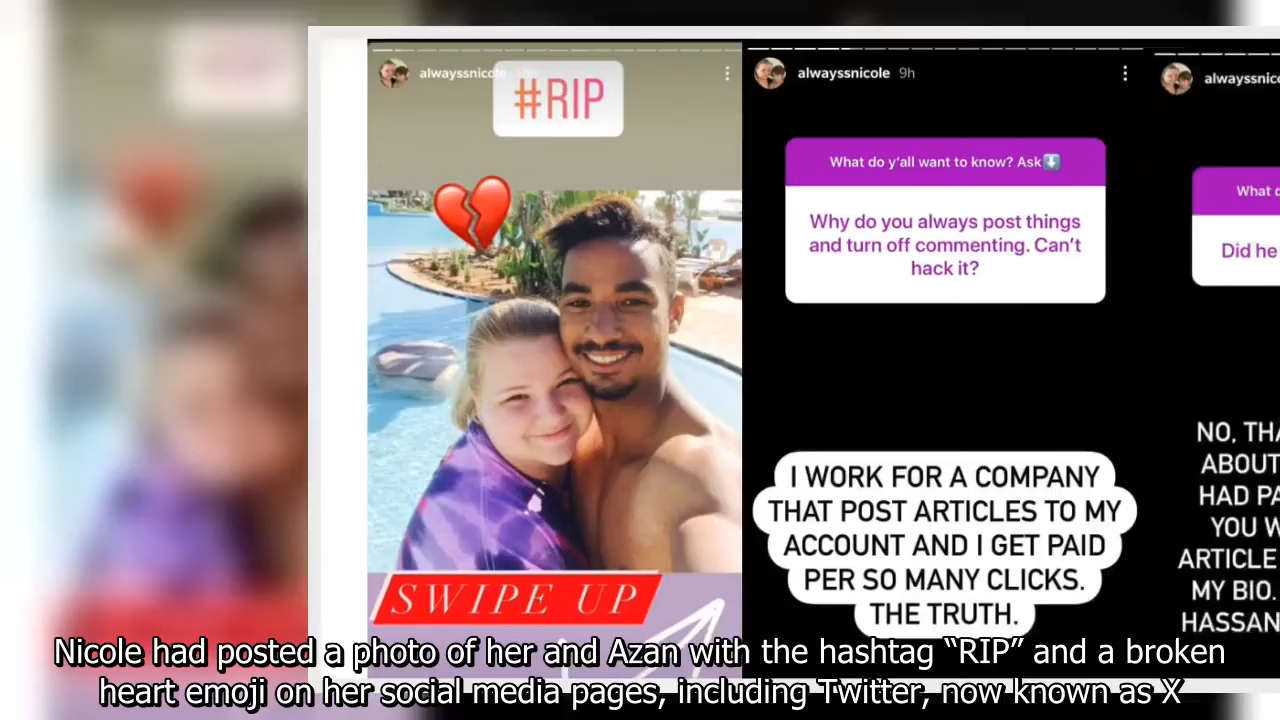 alwayssnicole
#RIP
SWIPE UP
alwayssnicole 9h
What do y'all want to know? Ask⬇️
Why do you always post things
and turn off commenting. Can't
hack it?
I WORK FOR A COMPANY
THAT POST ARTICLES TO MY
ACCOUNT AND I GET PAID
PER SO MANY CLICKS.
THE TRUTH.
What
Did he
NO,
ABOUT
HAD
ARTICLE
MY BIO.
HASSAN
Nicole had posted a photo of her and Azan with the hashtag “RIP” and a broken
heart emoji on her social media pages, including Twitter, now known as X